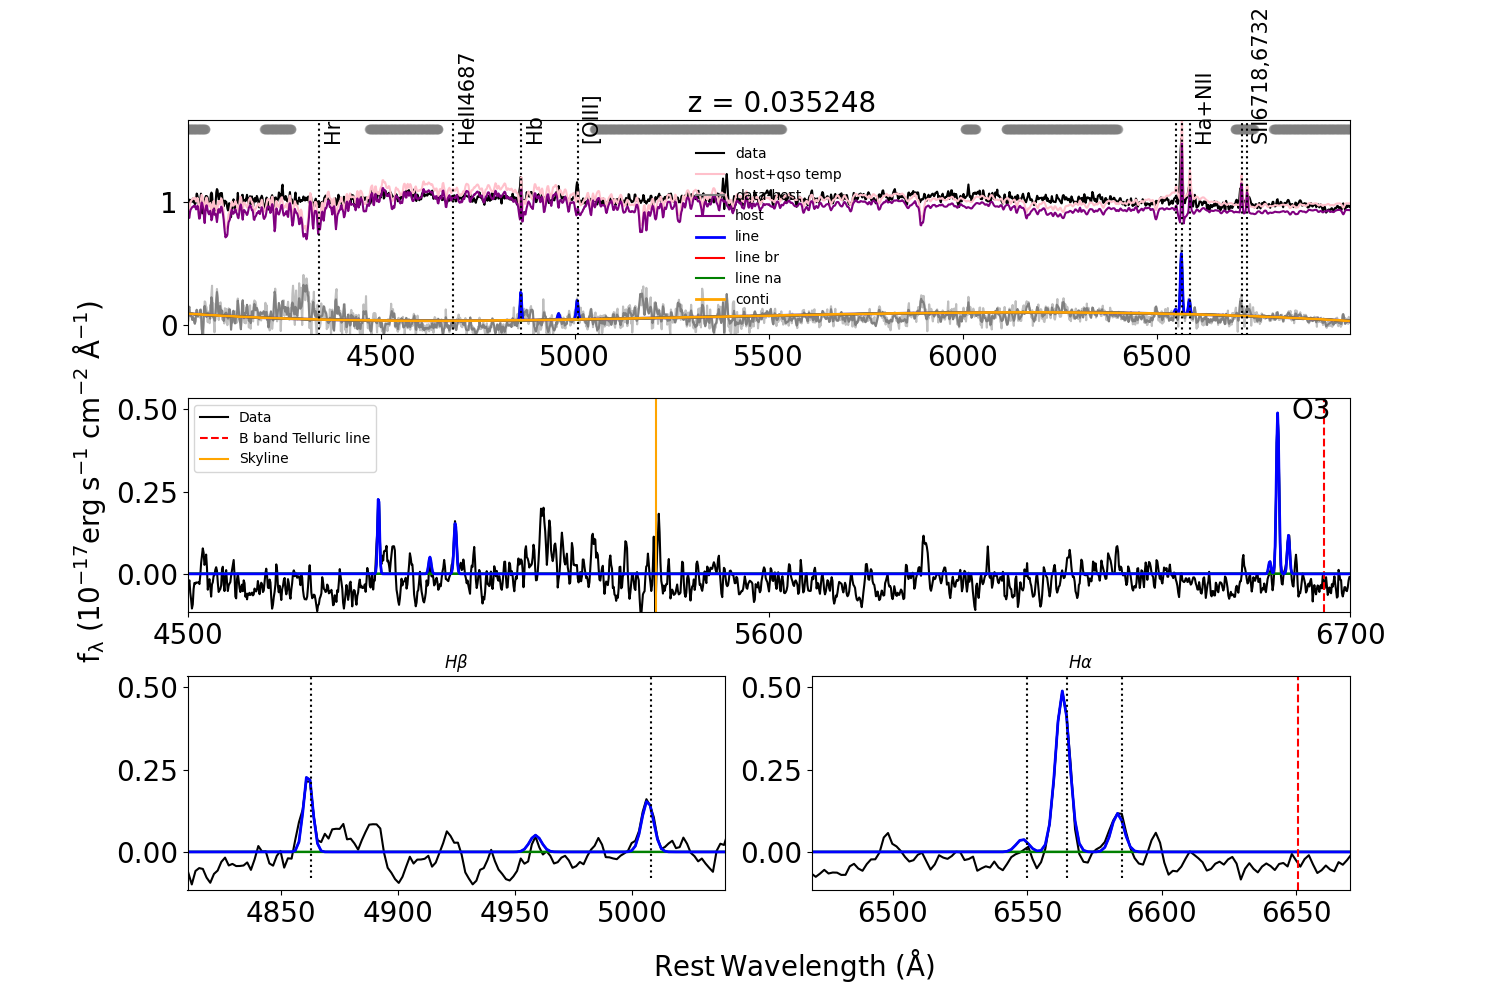 z = 0.035248
Hr
HeII4687
Hb
[OIII]
Ha+NII
SII6718,6732
data
host+qso temp
data-host
host
line
line br
line na
conti
1
0
4500
5000
5500
6000
6500
f_λ (10^−17 erg s^−1 cm^−2 Å^−1)
0.50
0.25
0.00
Data
B band Telluric line
Skyline
O3
4500
5600
6700
Hβ
0.50
0.25
0.00
4850
4900
4950
5000
Hα
0.50
0.25
0.00
6500
6550
6600
6650
Rest Wavelength (Å)